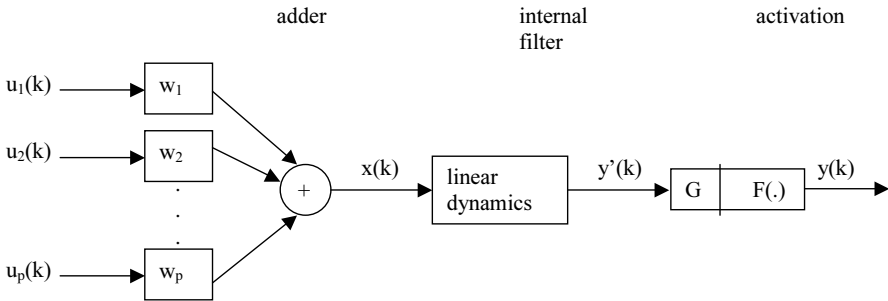 adder
internal
filter
activation
u₁(k)
w₁
u₂(k)
w₂
x(k)
linear
dynamics
y’(k)
G
F(.)
y(k)
+
uₚ(k)
wₚ